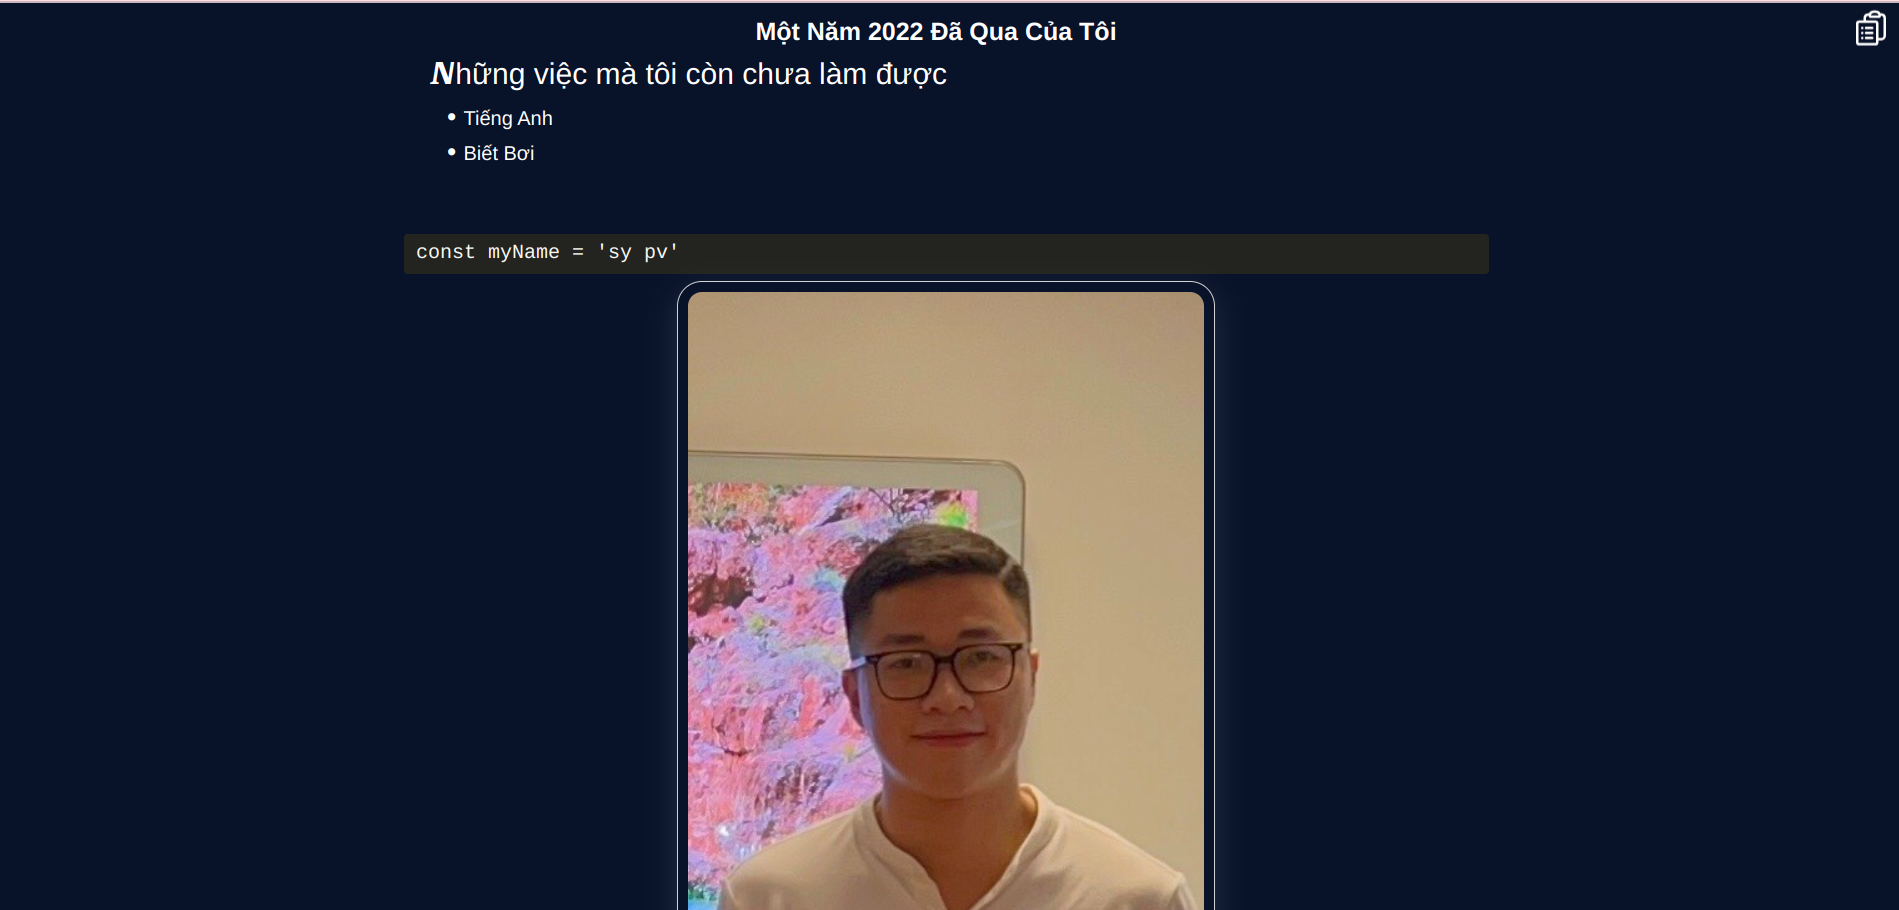 Một Năm 2022 Đã Qua Của Tôi
Những việc mà tôi còn chưa làm được
Tiếng Anh
Biết Bơi
const myName = 'sy pv'